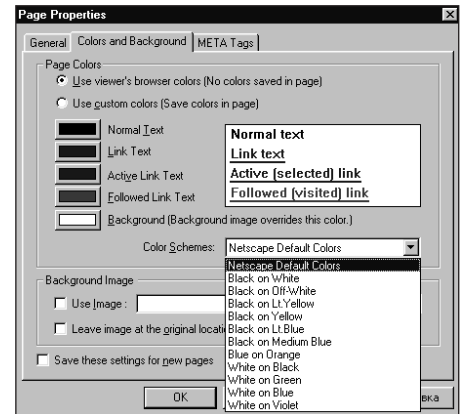 Page Properties
General Colors and Background META Tags
Page Colors
Use viewer's browser colors (No colors saved in page)
Use custom colors (Save colors in page)
Normal Text
Link Text
Active Link Text
Followed Link Text
Normal text
Link text
Active (selected) link
Followed (visited) link
Background (Background image overrides this color.)
Color Schemes: Netscape Default Colors
Netscape Default Colors
Black on White
Black on Off-White
Black on Lt.Yellow
Black on Yellow
Black on Lt.Blue
Black on Medium Blue
Blue on Orange
White on Black
White on Green
White on Blue
White on Violet
Background Image
Use Image :
Leave image at the original
Save these settings for new pages
OK